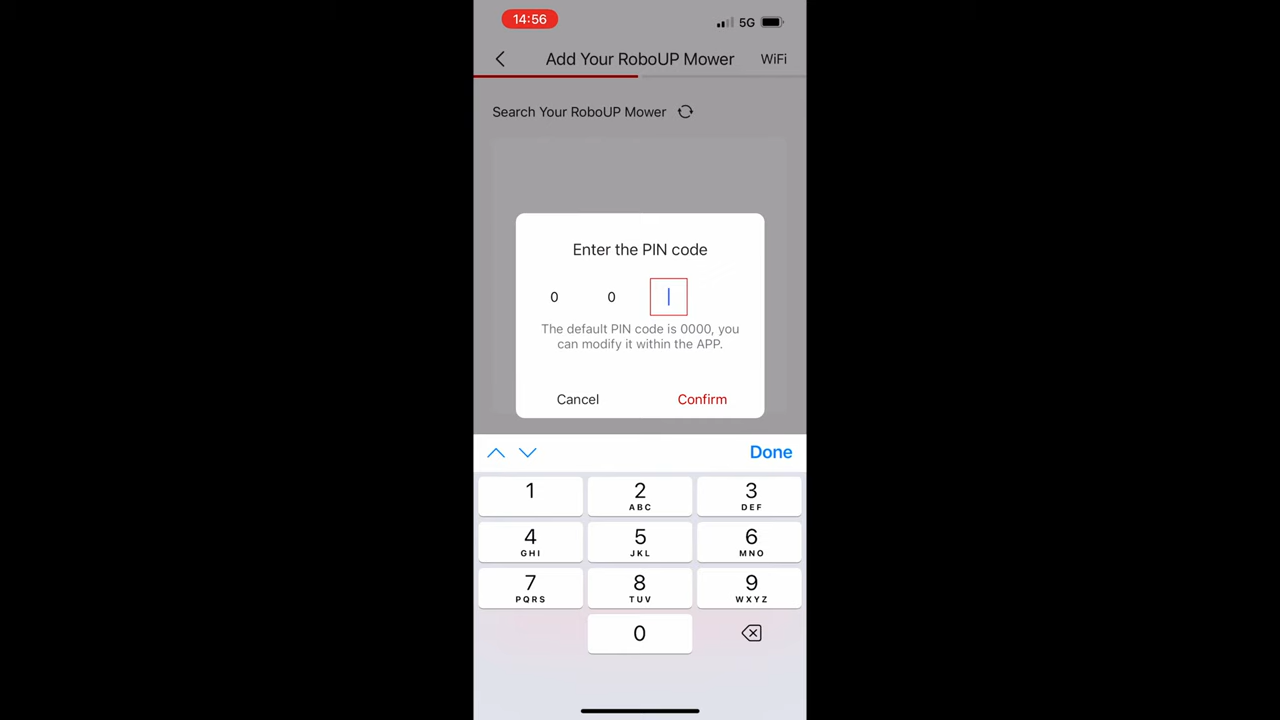 14:56
5G
Add Your RoboUP Mower
WiFi
Search Your RoboUP Mower
Enter the PIN code
0 0
The default PIN code is 0000, you
can modify it within the APP.
Cancel
Confirm
Done
1 2 3
ABC DEF
4 5 6
GHI JKL MNO
7 8 9
PQRS TUV WXYZ
0